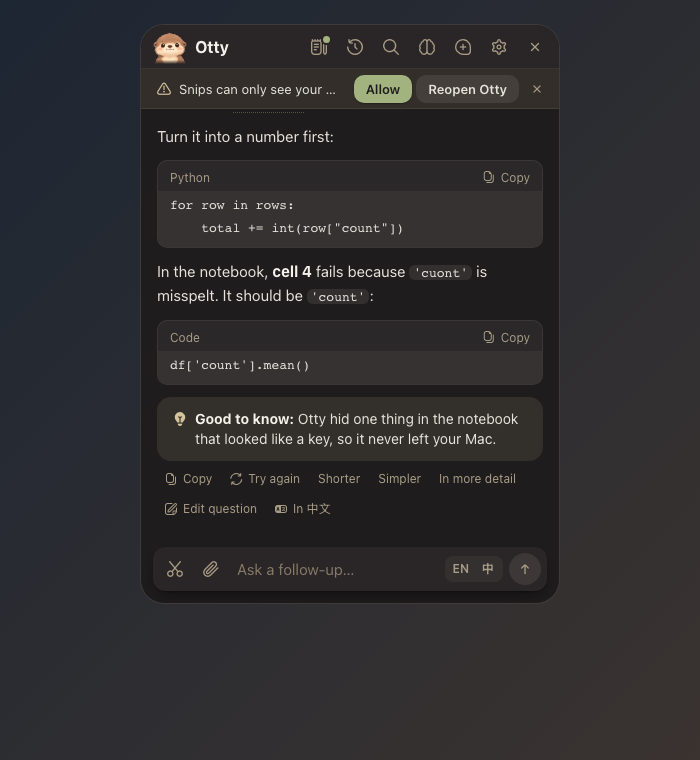 Otty
Snips can only see your ...
Allow
Reopen Otty
Turn it into a number first:
Python
Copy
for row in rows:
    total += int(row["count"])
In the notebook, cell 4 fails because 'cuont' is
misspelt. It should be 'count':
Code
Copy
df['count'].mean()
Good to know: Otty hid one thing in the notebook
that looked like a key, so it never left your Mac.
Copy
Try again
Shorter
Simpler
In more detail
Edit question
In 中文
Ask a follow-up...
EN 中